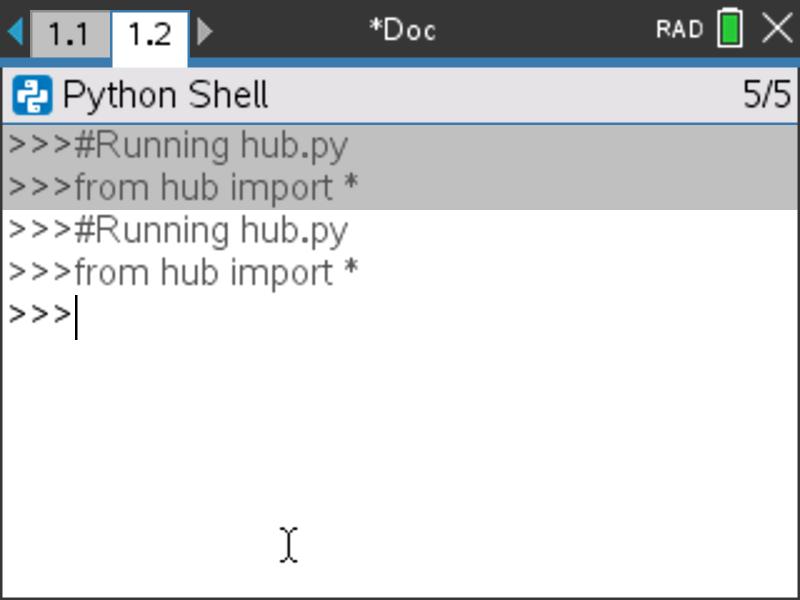 1.1 1.2 *Doc RAD
Python Shell 5/5
>>>#Running hub.py
>>>from hub import *
>>>#Running hub.py
>>>from hub import *
>>>